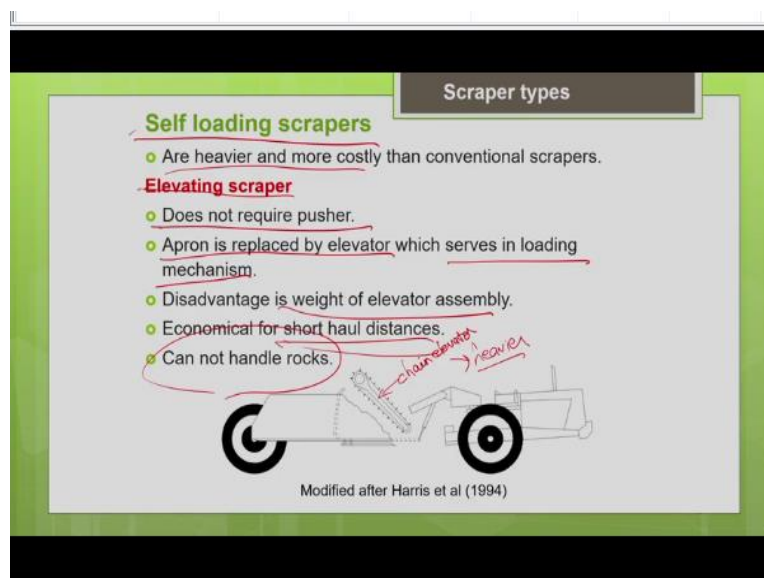 Scraper types
Self loading scrapers
Are heavier and more costly than conventional scrapers.
Elevating scraper
Does not require pusher.
Apron is replaced by elevator which serves in loading
mechanism.
Disadvantage is weight of elevator assembly.
Economical for short haul distances.
Can not handle rocks.
chain elevator
→ heavier
Modified after Harris et al (1994)